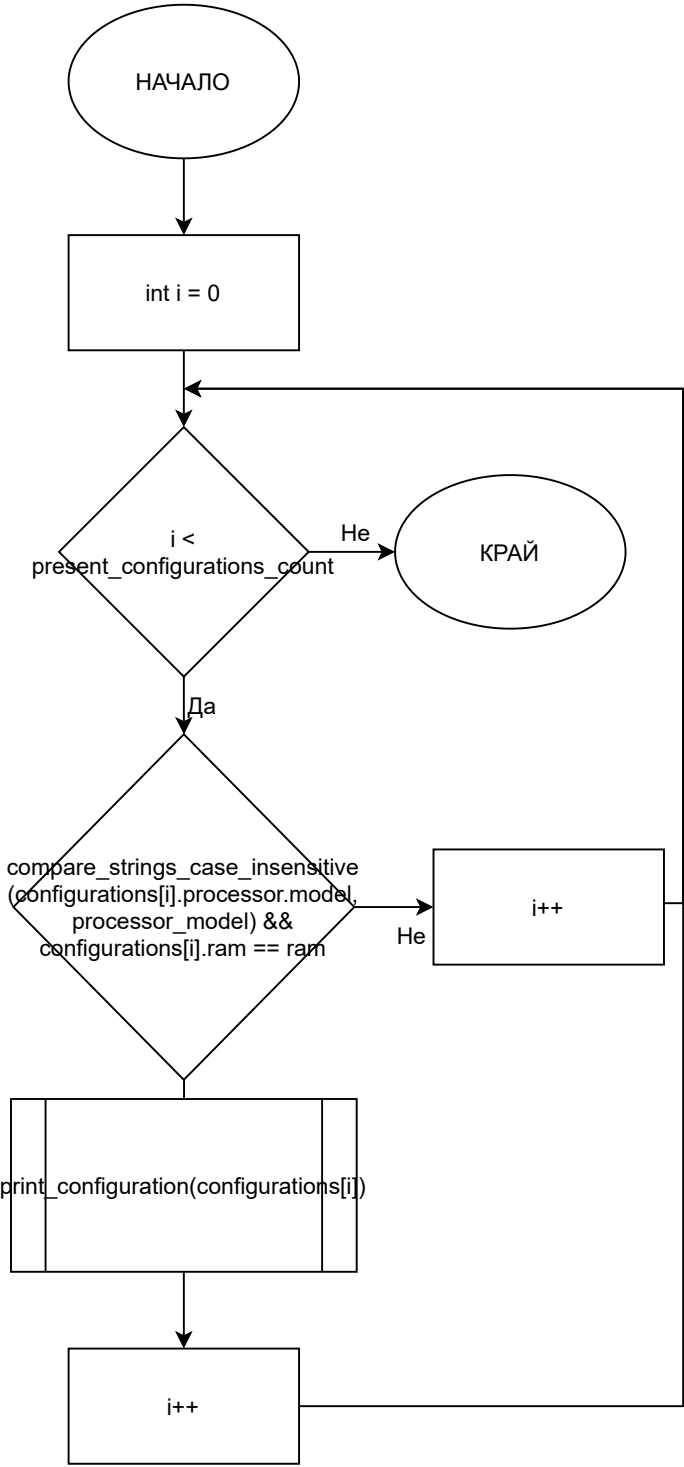 НАЧАЛО
int i = 0
i <
present_configurations_count
Не
КРАЙ
Да
compare_strings_case_insensitive
(configurations[i].processor.model,
processor_model) &&
configurations[i].ram == ram
Не
i++
print_configuration(configurations[i])
i++